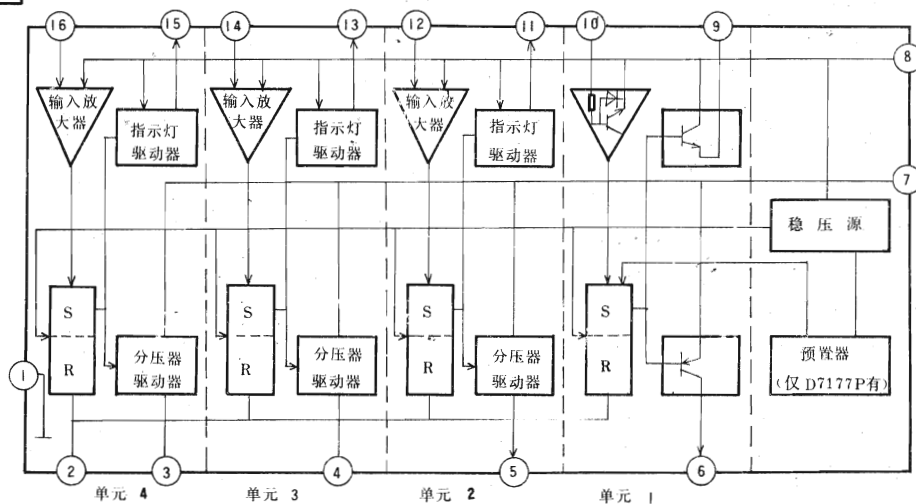 16 15 14 13 12 11 10 9
8
输入放
大器
指示灯
驱动器
输入放
大器
指示灯
驱动器
输入放
大器
指示灯
驱动器
7
稳压源
S
R
S
R
S
R
S
R
1
分压器
驱动器
分压器
驱动器
分压器
驱动器
预置器
(仅D7177P有)
2 3 4 5 6
单元 4 单元 3 单元 2 单元 1